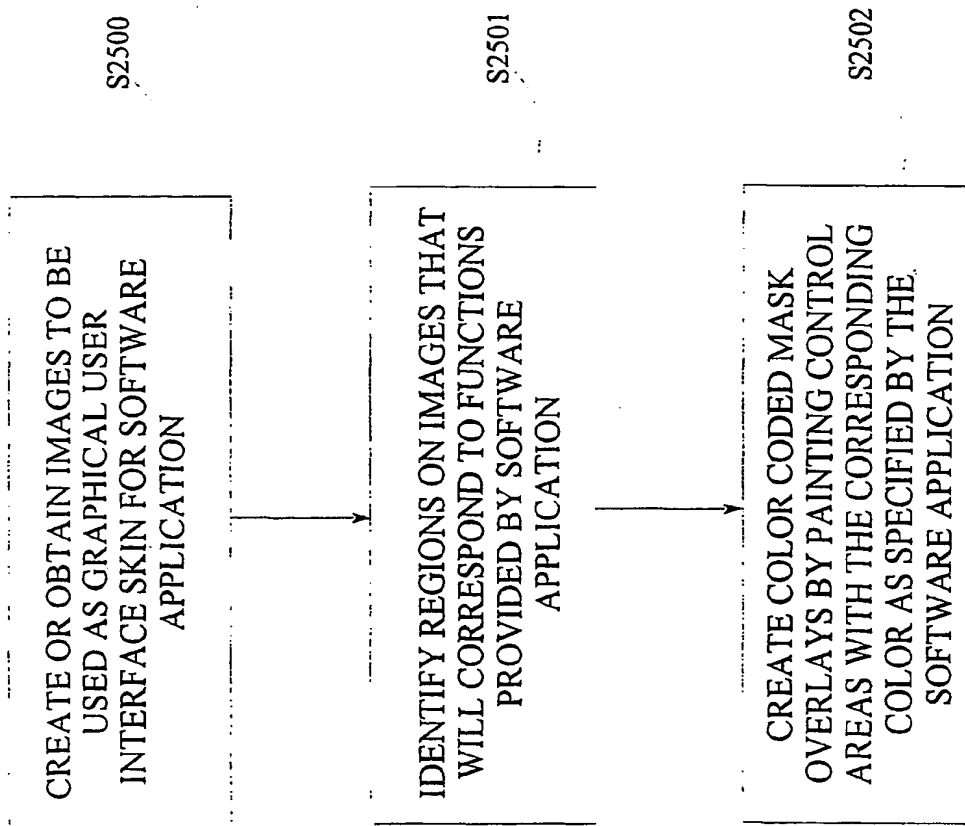 CREATE OR OBTAIN IMAGES TO BE
USED AS GRAPHICAL USER
INTERFACE SKIN FOR SOFTWARE
APPLICATION
S2500
IDENTIFY REGIONS ON IMAGES THAT
WILL CORRESPOND TO FUNCTIONS
PROVIDED BY SOFTWARE
APPLICATION
S2501
CREATE COLOR CODED MASK
OVERLAYS BY PAINTING CONTROL
AREAS WITH THE CORRESPONDING
COLOR AS SPECIFIED BY THE
SOFTWARE APPLICATION
S2502